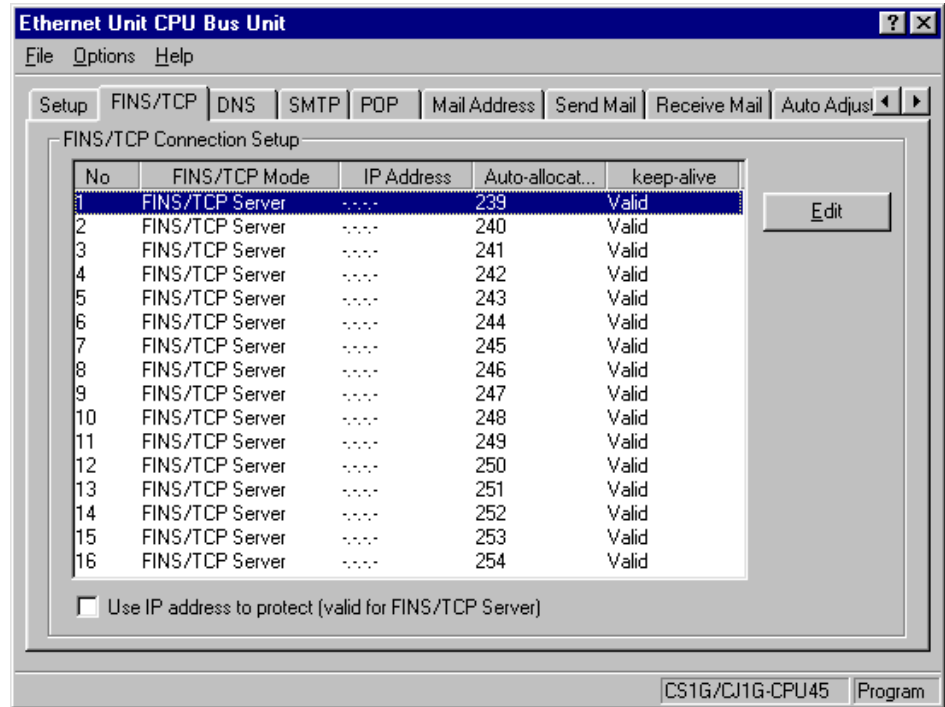 Ethernet Unit CPU Bus Unit
File Options Help
Setup FINS/TCP DNS SMTP POP Mail Address Send Mail Receive Mail Auto Adjust
FINS/TCP Connection Setup
No FINS/TCP Mode IP Address Auto-allocat... keep-alive
1 FINS/TCP Server -.-.-.- 239 Valid
Edit
2 FINS/TCP Server -.-.-.- 240 Valid
3 FINS/TCP Server -.-.-.- 241 Valid
4 FINS/TCP Server -.-.-.- 242 Valid
5 FINS/TCP Server -.-.-.- 243 Valid
6 FINS/TCP Server -.-.-.- 244 Valid
7 FINS/TCP Server -.-.-.- 245 Valid
8 FINS/TCP Server -.-.-.- 246 Valid
9 FINS/TCP Server -.-.-.- 247 Valid
10 FINS/TCP Server -.-.-.- 248 Valid
11 FINS/TCP Server -.-.-.- 249 Valid
12 FINS/TCP Server -.-.-.- 250 Valid
13 FINS/TCP Server -.-.-.- 251 Valid
14 FINS/TCP Server -.-.-.- 252 Valid
15 FINS/TCP Server -.-.-.- 253 Valid
16 FINS/TCP Server -.-.-.- 254 Valid
Use IP address to protect (valid for FINS/TCP Server)
CS1G/CJ1G-CPU45 Program